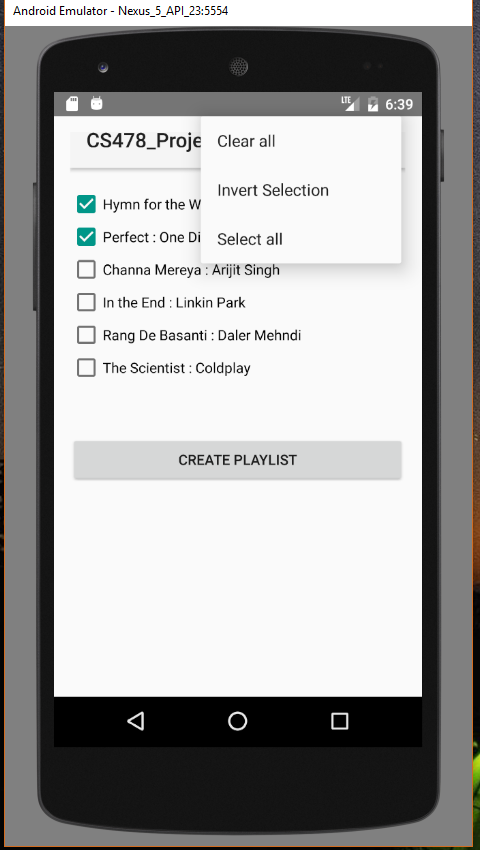 Android Emulator - Nexus_5_API_23:5554
LTE 6:39
CS478_Proje
Clear all
Invert Selection
Select all
Hymn for the W
Perfect : One Di
Channa Mereya : Arijit Singh
In the End : Linkin Park
Rang De Basanti : Daler Mehndi
The Scientist : Coldplay
CREATE PLAYLIST